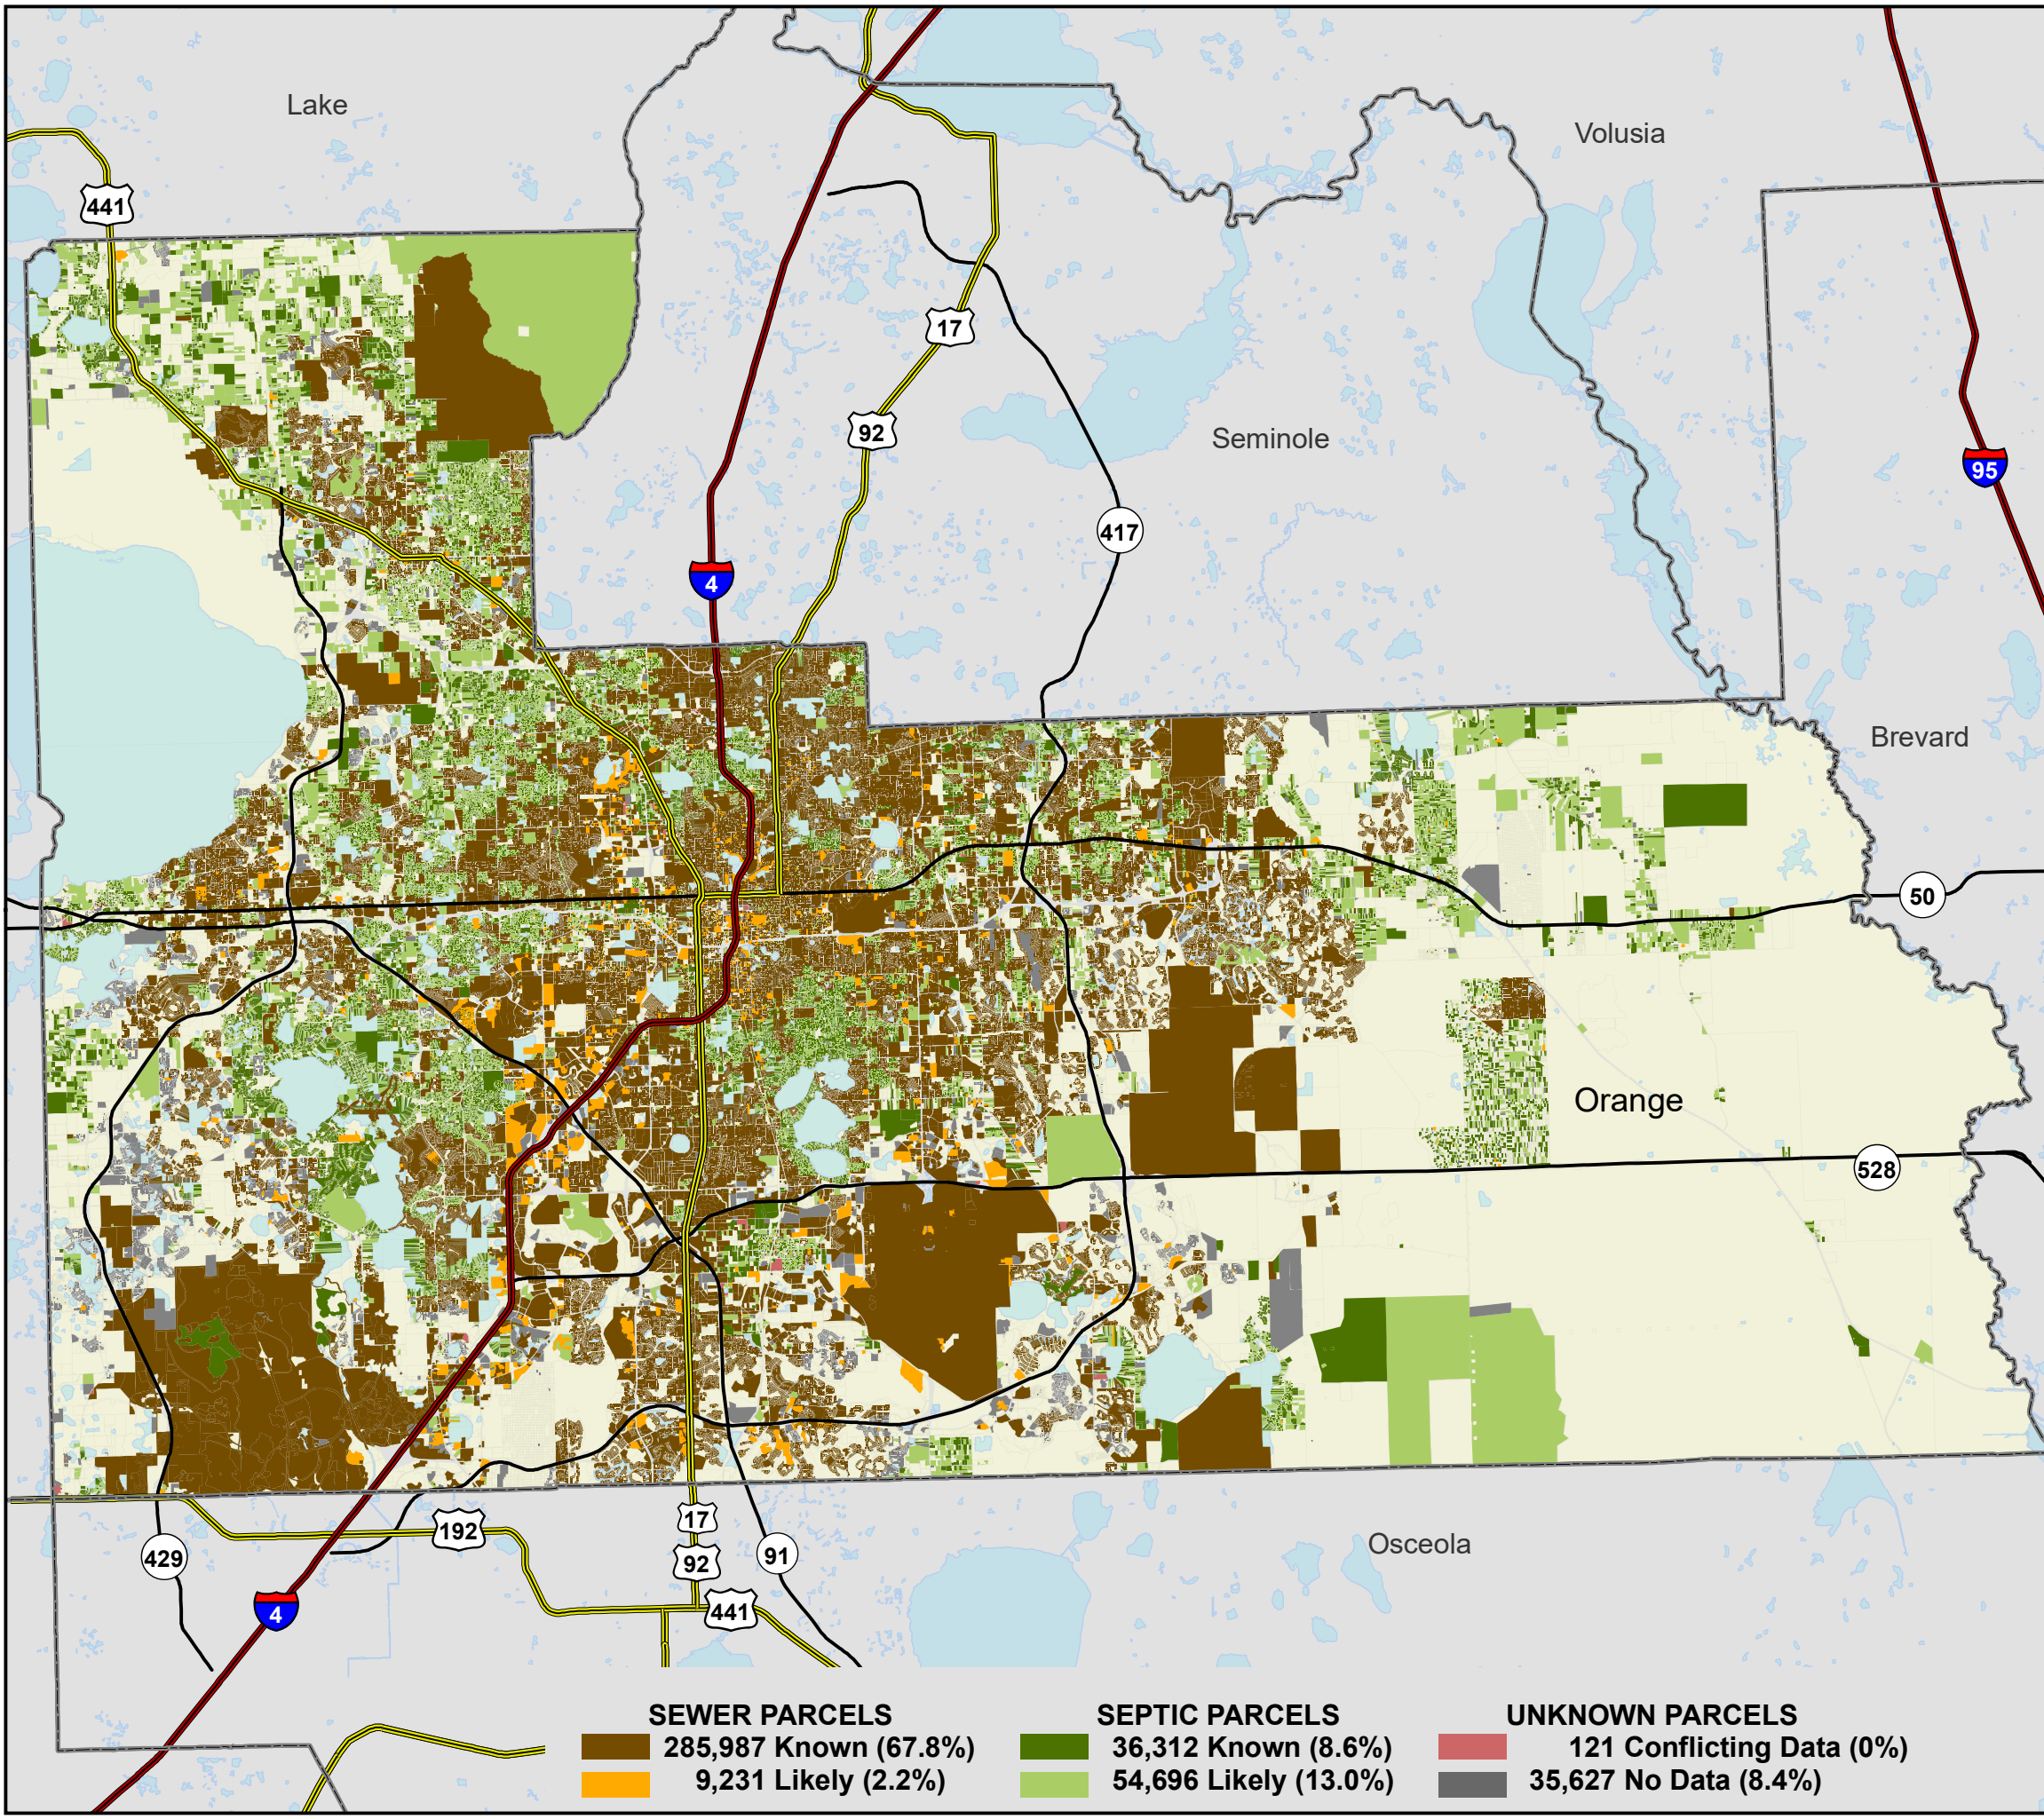 Lake
Volusia
441
17
92
Seminole
95
417
4
Brevard
50
Orange
528
17
192
Osceola
429
92
91
4
441
SEWER PARCELS
285,987 Known (67.8%)
9,231 Likely (2.2%)
SEPTIC PARCELS
36,312 Known (8.6%)
54,696 Likely (13.0%)
UNKNOWN PARCELS
121 Conflicting Data (0%)
35,627 No Data (8.4%)